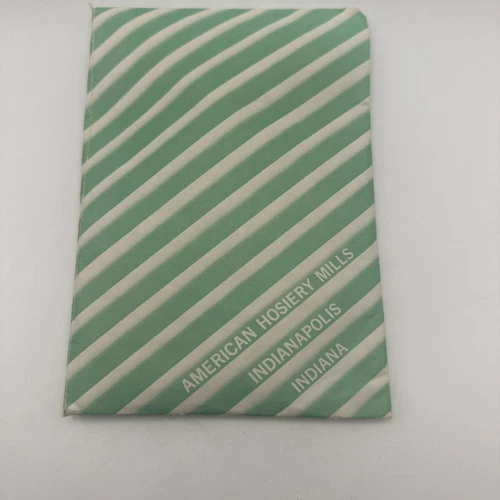 AMERICAN HOSIERY MILLS
INDIANAPOLIS
INDIANA